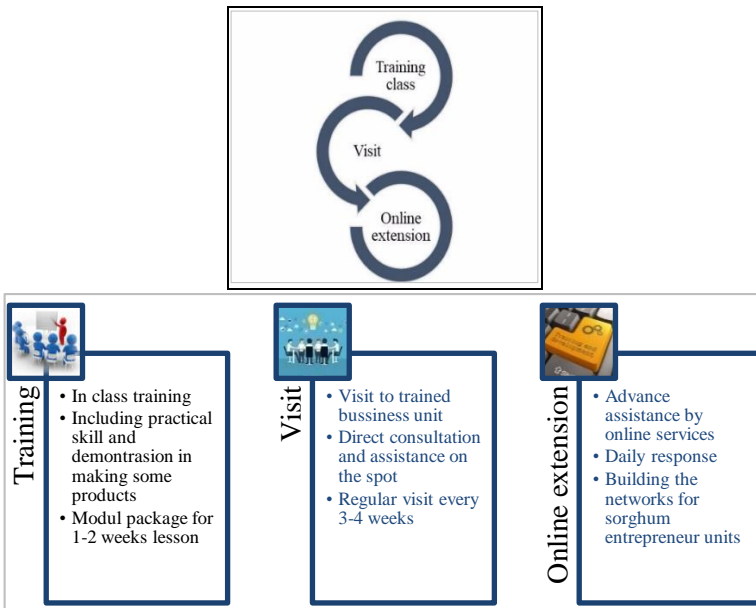 Training
class
Visit
Online
extension
Training
• In class training
• Including practical
skill and
demontrasion in
making some
products
• Modul package for
1-2 weeks lesson
Visit
• Visit to trained
bussiness unit
• Direct consultation
and assistance on
the spot
• Regular visit every
3-4 weeks
Training and
Development
Online extension
• Advance
assistance by
online services
• Daily response
• Building the
networks for
sorghum
entrepreneur units